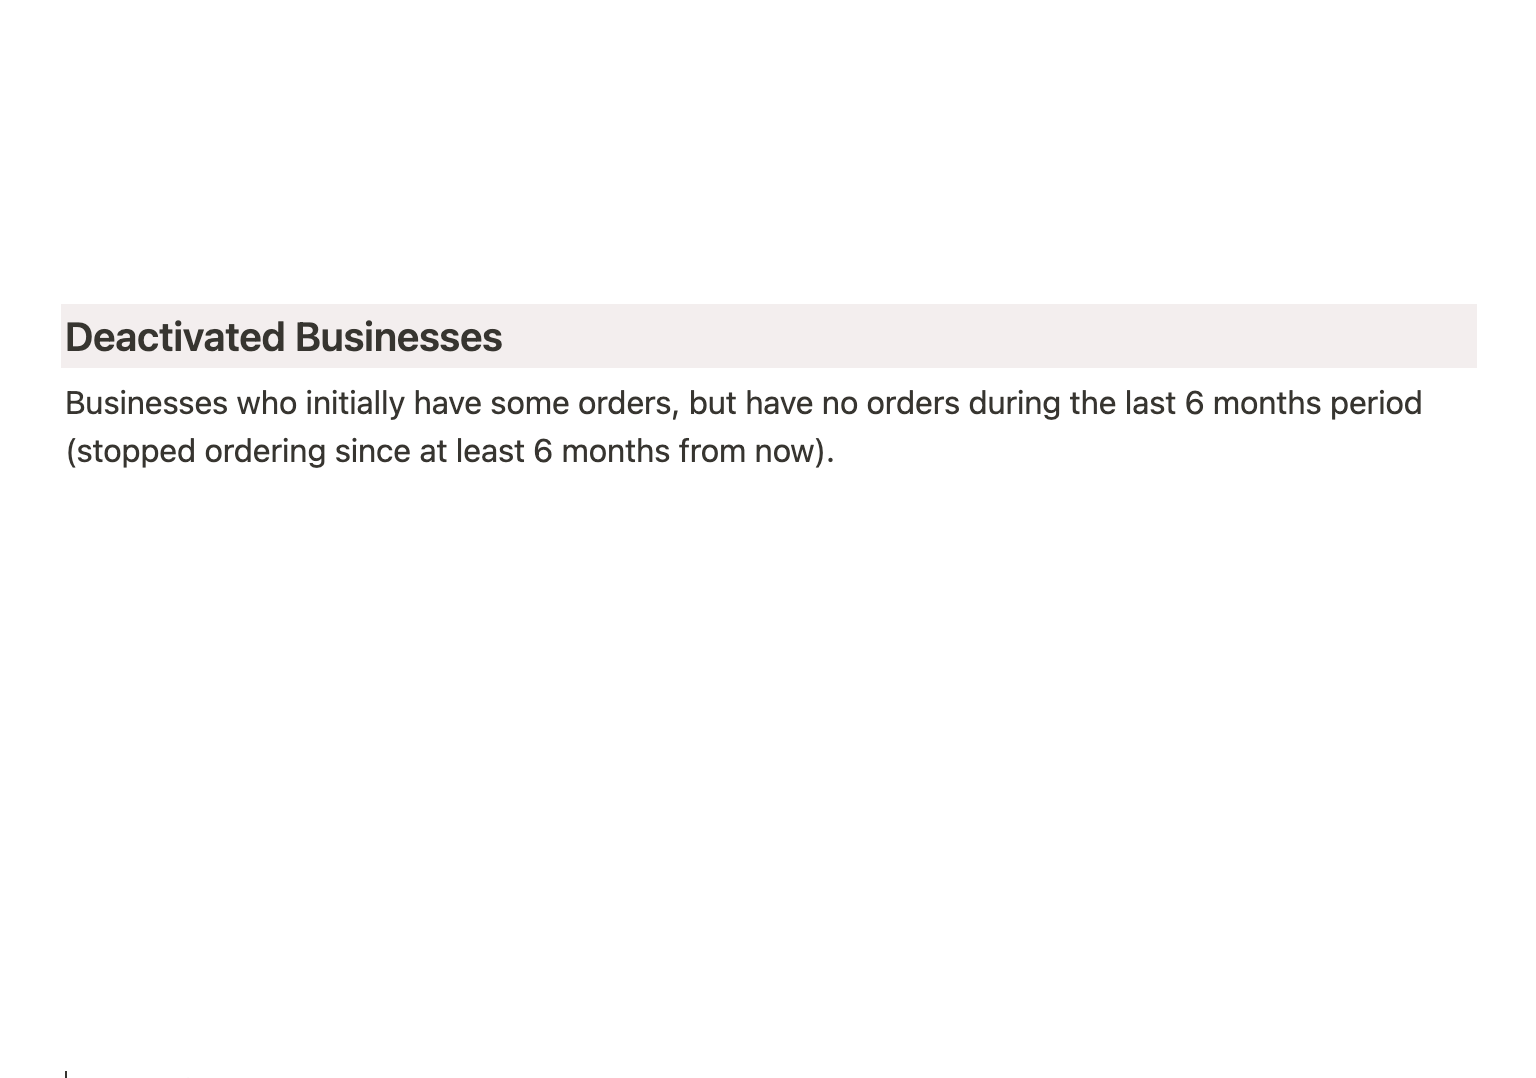 Deactivated Businesses
Businesses who initially have some orders, but have no orders during the last 6 months period
(stopped ordering since at least 6 months from now).